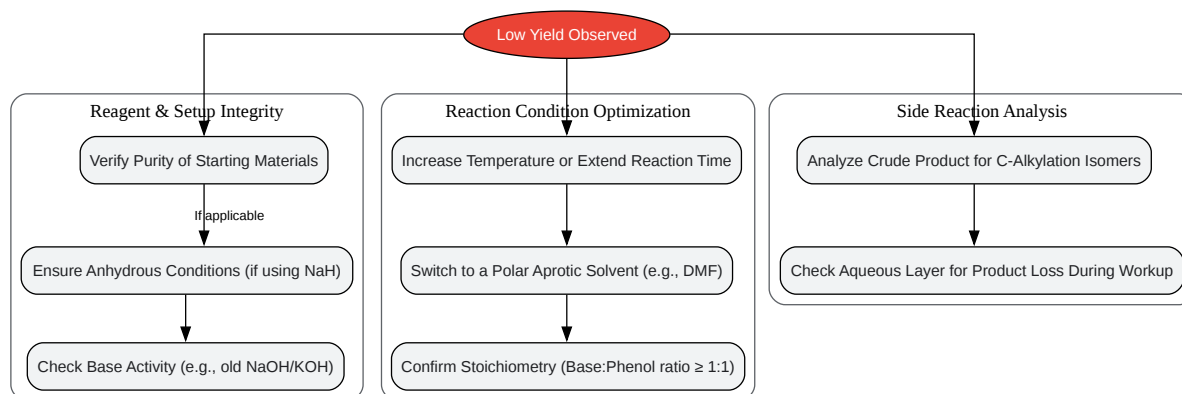 Low Yield Observed
Reagent & Setup Integrity
Verify Purity of Starting Materials
If applicable
Ensure Anhydrous Conditions (if using NaH)
Check Base Activity (e.g., old NaOH/KOH)
Reaction Condition Optimization
Increase Temperature or Extend Reaction Time
Switch to a Polar Aprotic Solvent (e.g., DMF)
Confirm Stoichiometry (Base:Phenol ratio ≥ 1:1)
Side Reaction Analysis
Analyze Crude Product for C-Alkylation Isomers
Check Aqueous Layer for Product Loss During Workup